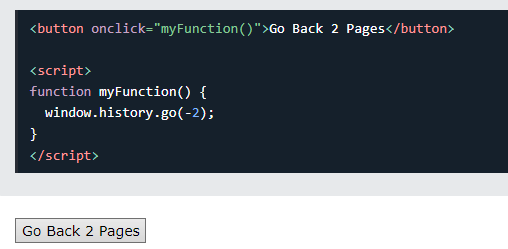 <button onclick="myFunction()">Go Back 2 Pages</button>
<script>
function myFunction() {
  window.history.go(-2);
}
</script>
Go Back 2 Pages